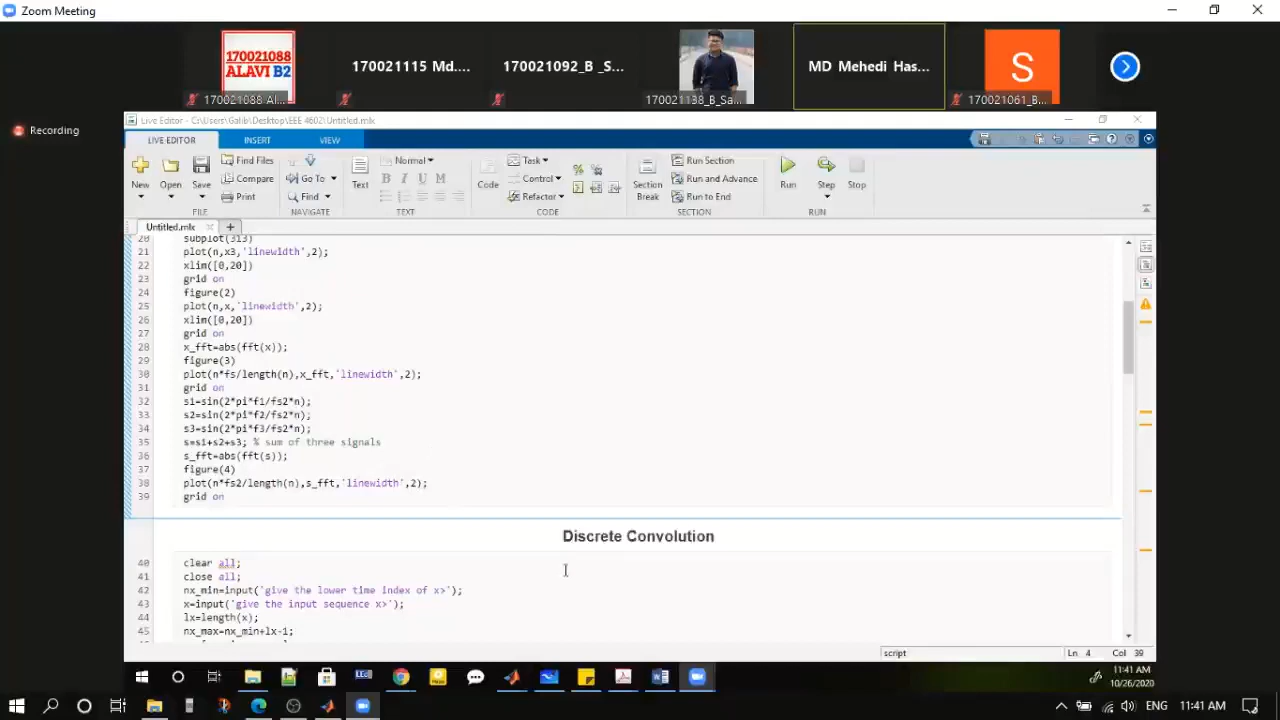 Zoom Meeting
170021088
ALAVI B2
170021115 Md....
170021092_B _S...
MD Mehedi Has...
S
170021088 Al...
170021138_B_Sa...
170021061_B...
Recording
Live Editor - C:\Users\Galib\Desktop\EEE 4602\Untitled.mlx
LIVE EDITOR INSERT VIEW
New Open Save
Find Files
Compare
Print
Go To
Find
Text
Normal
B I U M
Code
Task
Control
Refactor
Section Break
Run Section
Run and Advance
Run to End
Run Step Stop
FILE NAVIGATE TEXT CODE SECTION RUN
Untitled.mlx
20 subplot(313)
21 plot(n,x3,'linewidth',2);
22 xlim([0,20])
23 grid on
24 figure(2)
25 plot(n,x,'linewidth',2);
26 xlim([0,20])
27 grid on
28 x_fft=abs(fft(x));
29 figure(3)
30 plot(n*fs/length(n),x_fft,'linewidth',2);
31 grid on
32 s1=sin(2*pi*f1/fs2*n);
33 s2=sin(2*pi*f2/fs2*n);
34 s3=sin(2*pi*f3/fs2*n);
35 s=s1+s2+s3; % sum of three signals
36 s_fft=abs(fft(s));
37 figure(4)
38 plot(n*fs2/length(n),s_fft,'linewidth',2);
39 grid on
Discrete Convolution
40 clear all;
41 close all;
42 nx_min=input('give the lower time index of x>');
43 x=input('give the input sequence x>');
44 lx=length(x);
45 nx_max=nx_min+lx-1;
script Ln 4 Col 39
11:41 AM
10/26/2020
ENG 11:41 AM